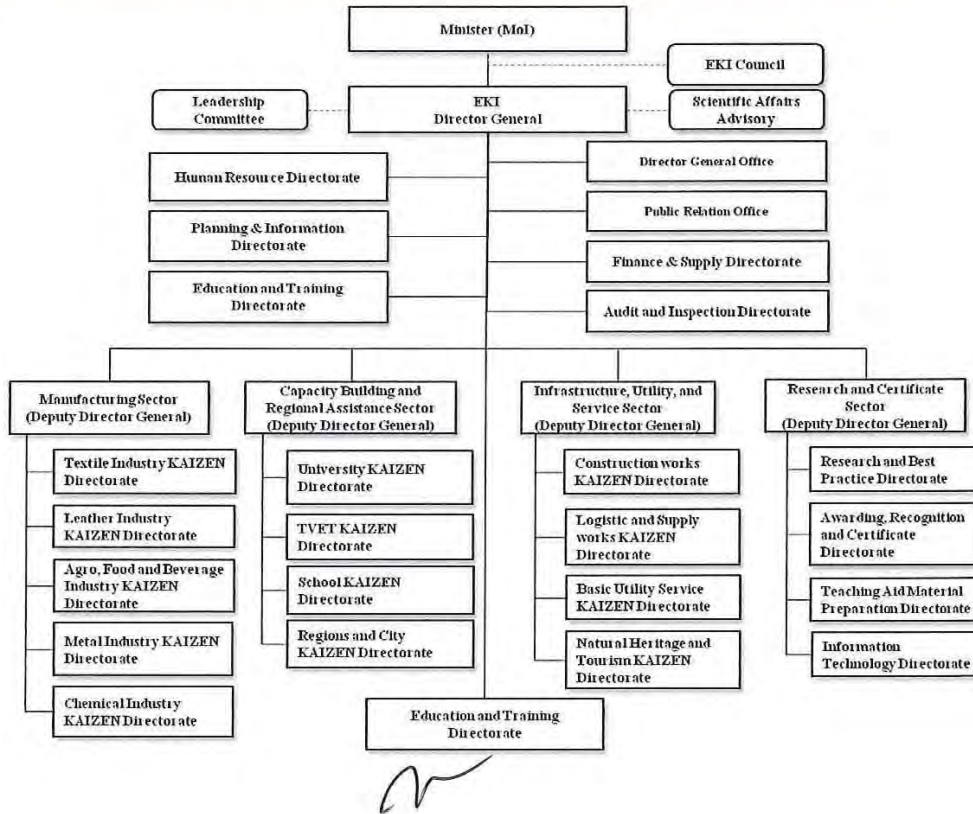 Minister (MoI)
EKI Council
Leadership
Committee
EKI
Director General
Scientific Affairs
Advisory
Human Resource Directorate
Director General Office
Planning & Information
Directorate
Public Relation Office
Education and Training
Directorate
Finance & Supply Directorate
Audit and Inspection Directorate
Manufacturing Sector
(Deputy Director General)
Textile Industry KAIZEN
Directorate
Leather Industry
KAIZEN Directorate
Agro, Food and Beverage
Industry KAIZEN
Directorate
Metal Industry KAIZEN
Directorate
Chemical Industry
KAIZEN Directorate
Capacity Building and
Regional Assistance Sector
(Deputy Director General)
University KAIZEN
Directorate
TVET KAIZEN
Directorate
School KAIZEN
Directorate
Regions and City
KAIZEN Directorate
Infrastructure, Utility, and
Service Sector
(Deputy Director General)
Construction works
KAIZEN Directorate
Logistic and Supply
works KAIZEN
Directorate
Basic Utility Service
KAIZEN Directorate
Natural Heritage and
Tourism KAIZEN
Directorate
Research and Certificate
Sector
(Deputy Director General)
Research and Best
Practice Directorate
Awarding, Recognition
and Certificate
Directorate
Teaching Aid Material
Preparation Directorate
Information
Technology Directorate
Education and Training
Directorate